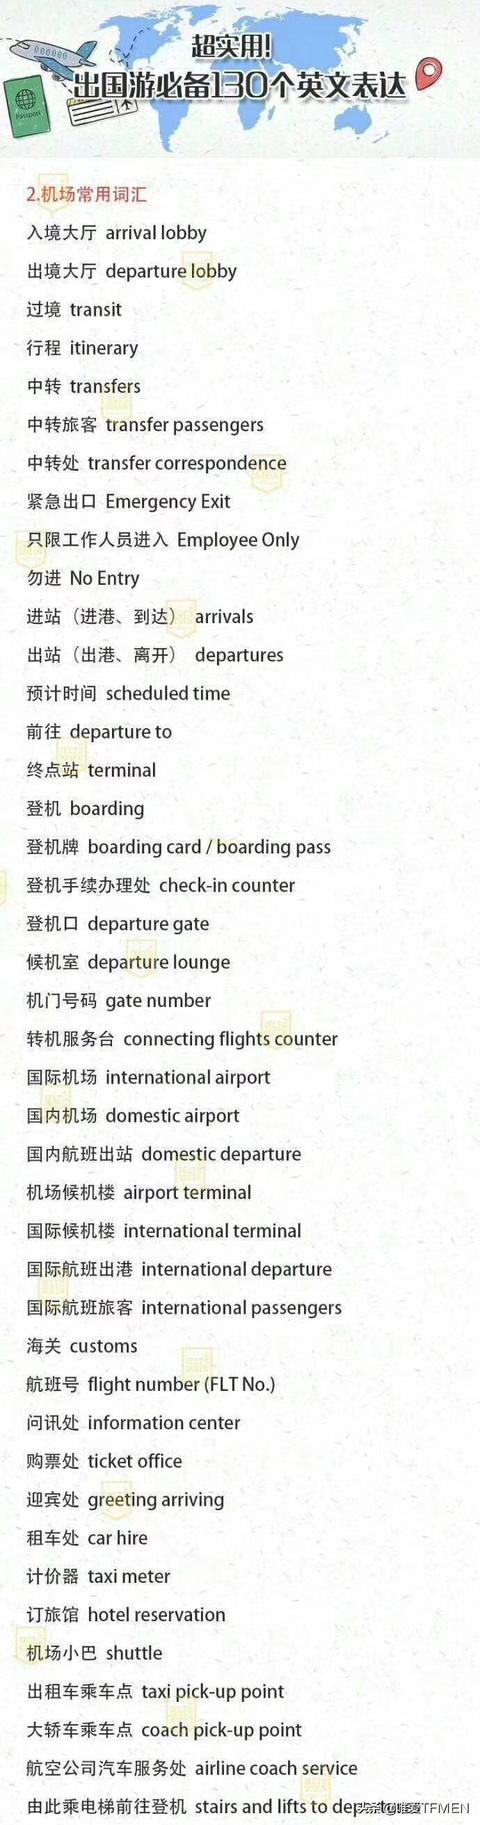 超实用!
出国游必备130个英文表达
Passport
2.机场常用词汇
入境大厅 arrival lobby
出境大厅 departure lobby
过境 transit
行程 itinerary
中转 transfers
中转旅客 transfer passengers
中转处 transfer correspondence
紧急出口 Emergency Exit
只限工作人员进入 Employee Only
勿进 No Entry
进站（进港、到达） arrivals
出站（出港、离开） departures
预计时间 scheduled time
前往 departure to
终点站 terminal
登机 boarding
登机牌 boarding card / boarding pass
登机手续办理处 check-in counter
登机口 departure gate
候机室 departure lounge
机门号码 gate number
转机服务台 connecting flights counter
国际机场 international airport
国内机场 domestic airport
国内航班出站 domestic departure
机场候机楼 airport terminal
国际候机楼 international terminal
国际航班出港 international departure
国际航班旅客 international passengers
海关 customs
航班号 flight number (FLT No.)
问讯处 information center
购票处 ticket office
迎宾处 greeting arriving
租车处 car hire
计价器 taxi meter
订旅馆 hotel reservation
机场小巴 shuttle
出租车乘车点 taxi pick-up point
大轿车乘车点 coach pick-up point
航空公司汽车服务处 airline coach service
由此乘电梯前往登机 stairs and lifts to
头条@唯爱TFMEN